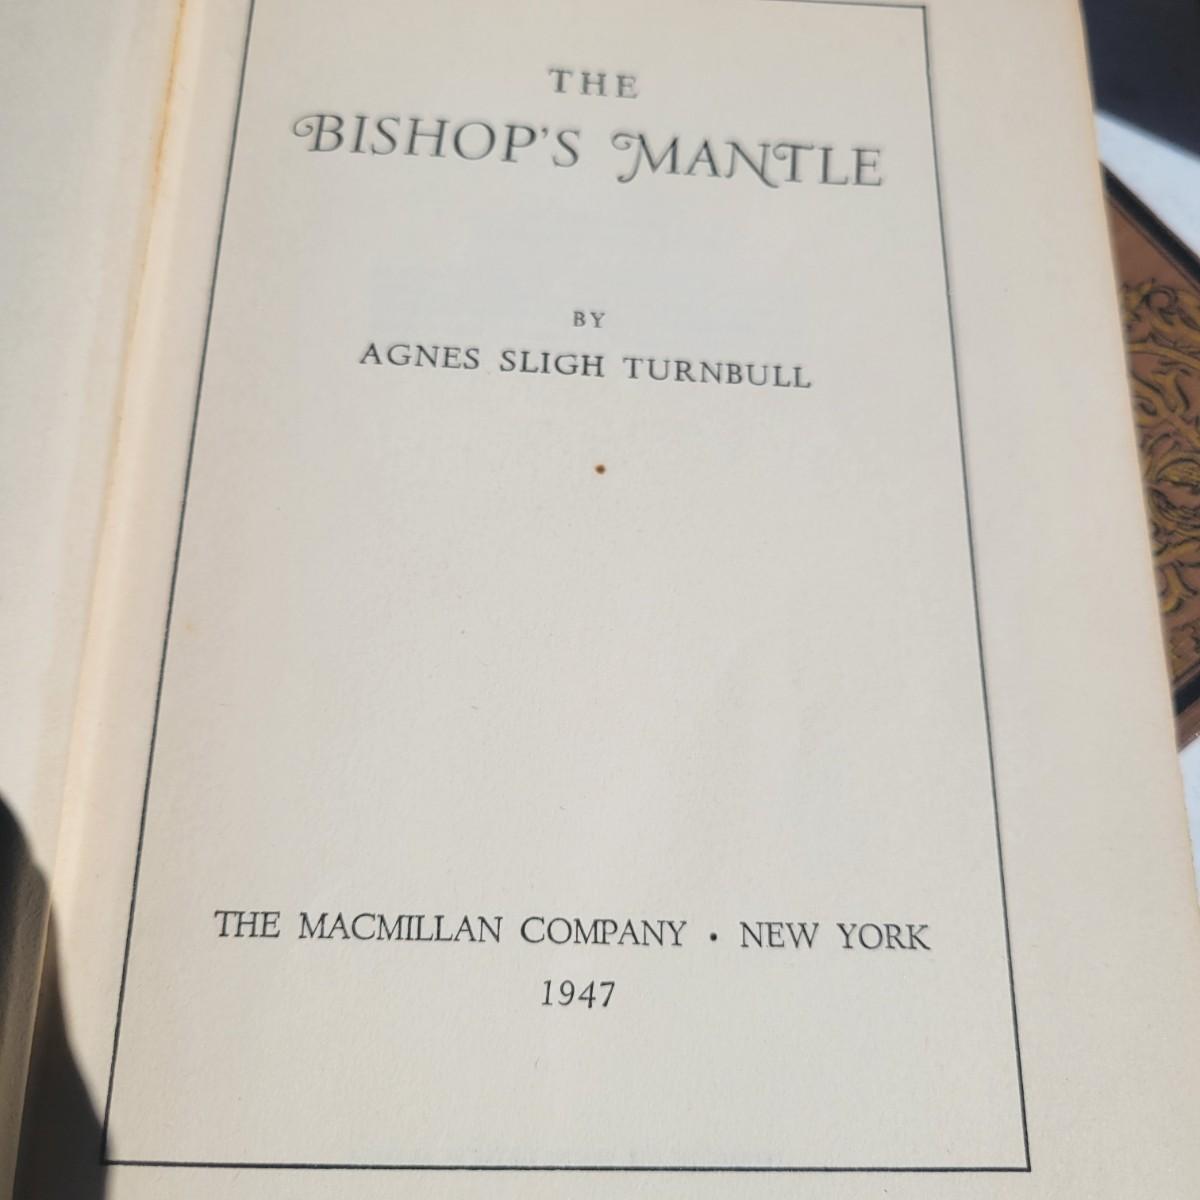 THE
BISHOP'S MANTLE
BY
AGNES SLIGH TURNBULL
THE MACMILLAN COMPANY • NEW YORK
1947